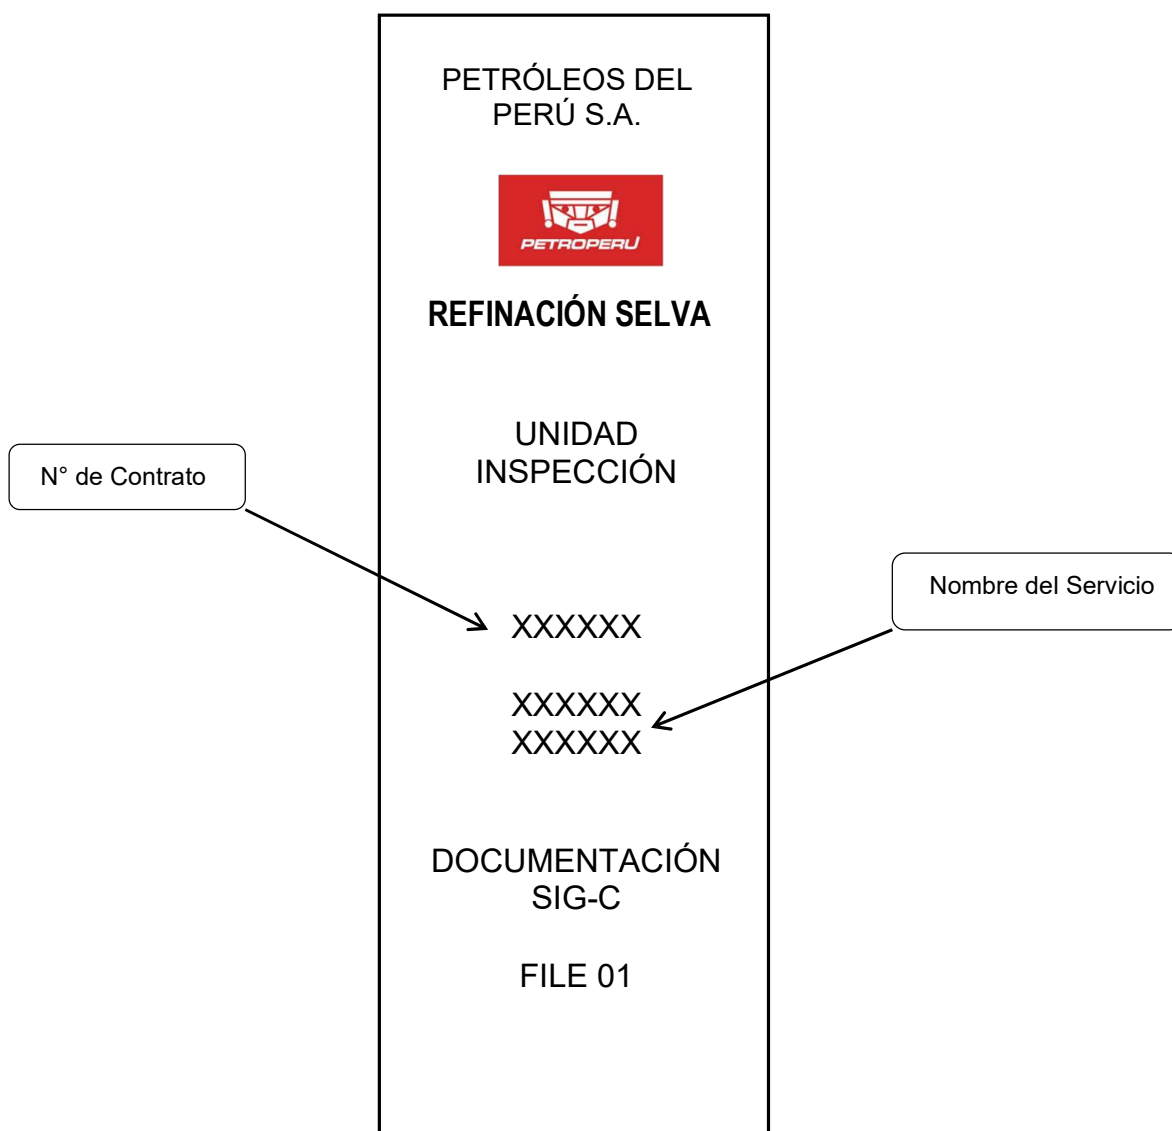 PETRÓLEOS DEL
PERÚ S.A.
PETROPERÚ
REFINACIÓN SELVA
UNIDAD
INSPECCIÓN
N° de Contrato
Nombre del Servicio
XXXXXX
XXXXXX
XXXXXX
DOCUMENTACIÓN
SIG-C
FILE 01